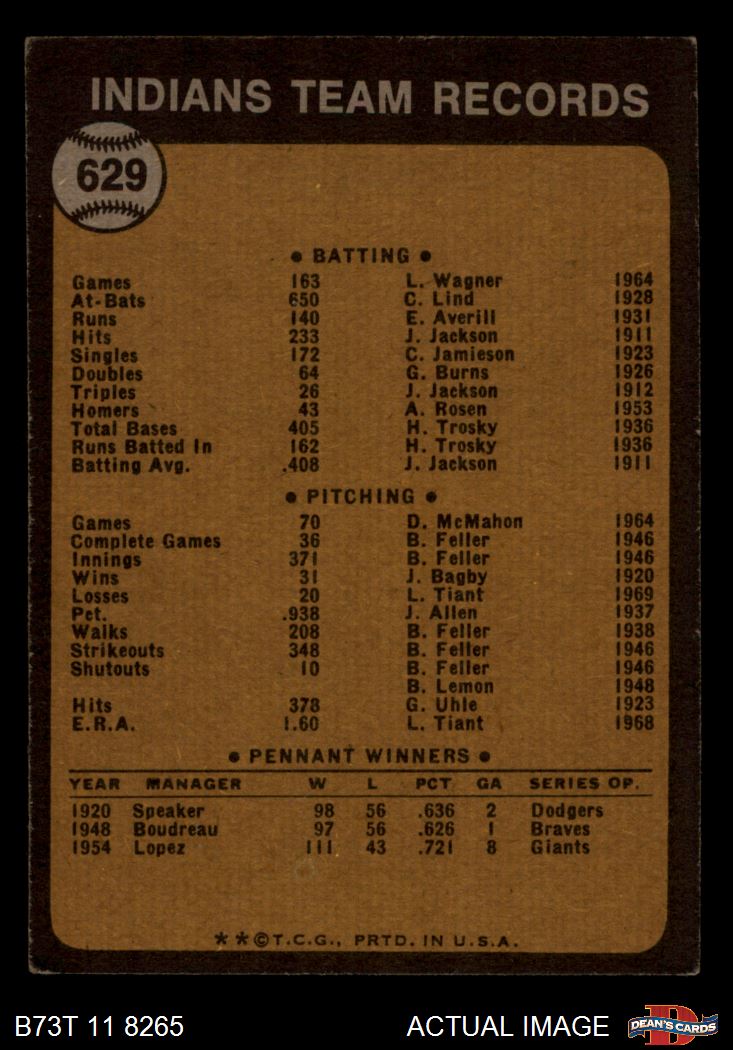 INDIANS TEAM RECORDS
629
• BATTING •
Games 163 L. Wagner 1964
At-Bats 650 C. Lind 1928
Runs 140 E. Averill 1931
Hits 233 J. Jackson 1911
Singles 172 C. Jamieson 1923
Doubles 64 G. Burns 1926
Triples 26 J. Jackson 1912
Homers 43 A. Rosen 1953
Total Bases 405 H. Trosky 1936
Runs Batted In 162 H. Trosky 1936
Batting Avg. .408 J. Jackson 1911
• PITCHING •
Games 70 D. McMahon 1964
Complete Games 36 B. Feller 1946
Innings 371 B. Feller 1946
Wins 31 J. Bagby 1920
Losses 20 L. Tiant 1969
Pct. .938 J. Allen 1937
Walks 208 B. Feller 1938
Strikeouts 348 B. Feller 1946
Shutouts 10 B. Feller 1946
B. Lemon 1948
Hits 378 G. Uhle 1923
E.R.A. 1.60 L. Tiant 1968
• PENNANT WINNERS •
YEAR MANAGER W L PCT GA SERIES OP.
1920 Speaker 98 56 .636 2 Dodgers
1948 Boudreau 97 56 .626 1 Braves
1954 Lopez 111 43 .721 8 Giants
★ ★ © T.C.G., PRTD. IN U.S.A.
B73T 11 8265 ACTUAL IMAGE DEAN'S CARDS